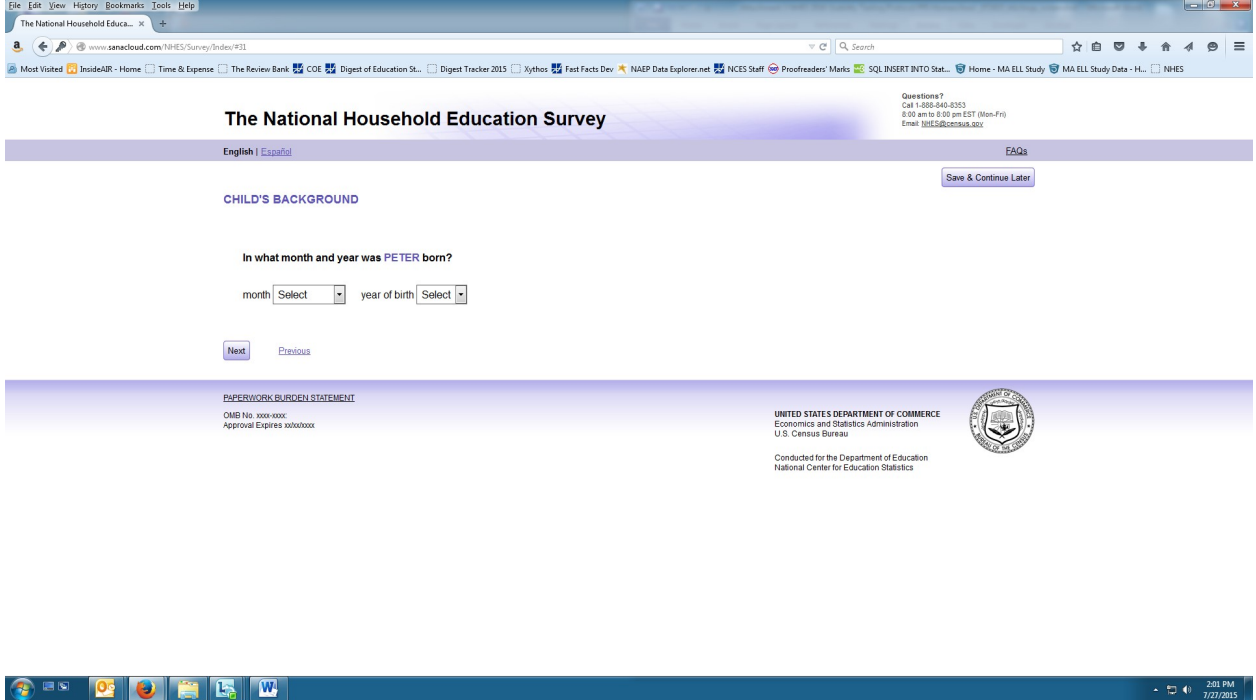 File Edit View History Bookmarks Tools Help
The National Household Educa... × +
www.sanacloud.com/NHES/Survey/Index/#31 Search
Most Visited InsideAIR - Home Time & Expense The Review Bank COE Digest of Education St... Digest Tracker 2015 Xythos Fast Facts Dev NAEP Data Explorer.net NCES Staff Proofreaders' Marks SQL INSERT INTO Stat... Home - MA ELL Study MA ELL Study Data - H... NHES
Questions?
Call 1-888-840-8353
8:00 am to 8:00 pm EST (Mon-Fri)
Email: NHES@census.gov
The National Household Education Survey
English | Español FAQs
Save & Continue Later
CHILD'S BACKGROUND
In what month and year was PETER born?
month Select year of birth Select
Next Previous
PAPERWORK BURDEN STATEMENT
OMB No. xxxx-xxxx:
Approval Expires xx/xx/xxxx
UNITED STATES DEPARTMENT OF COMMERCE
Economics and Statistics Administration
U.S. Census Bureau
Conducted for the Department of Education
National Center for Education Statistics
2:01 PM
7/27/2015